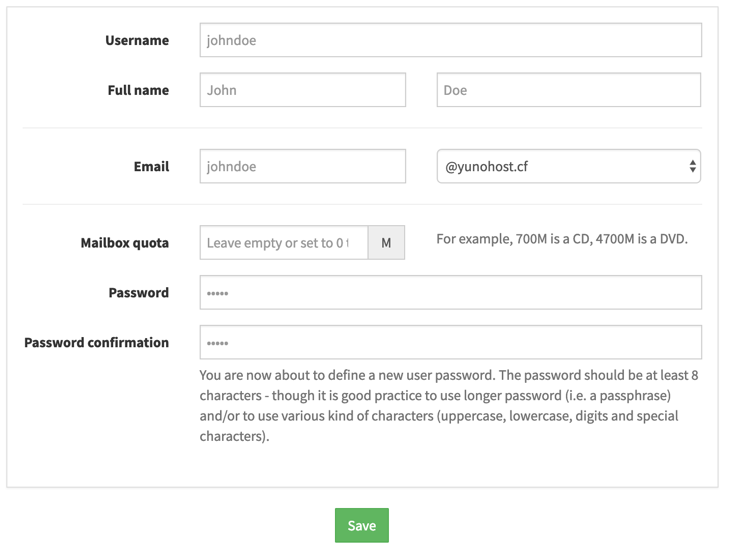 Username johndoe
Full name John Doe
Email johndoe @yunohost.cf
Mailbox quota Leave empty or set to 0 M For example, 700M is a CD, 4700M is a DVD.
Password •••••
Password confirmation •••••
You are now about to define a new user password. The password should be at least 8
characters - though it is good practice to use longer password (i.e. a passphrase)
and/or to use various kind of characters (uppercase, lowercase, digits and special
characters).
Save